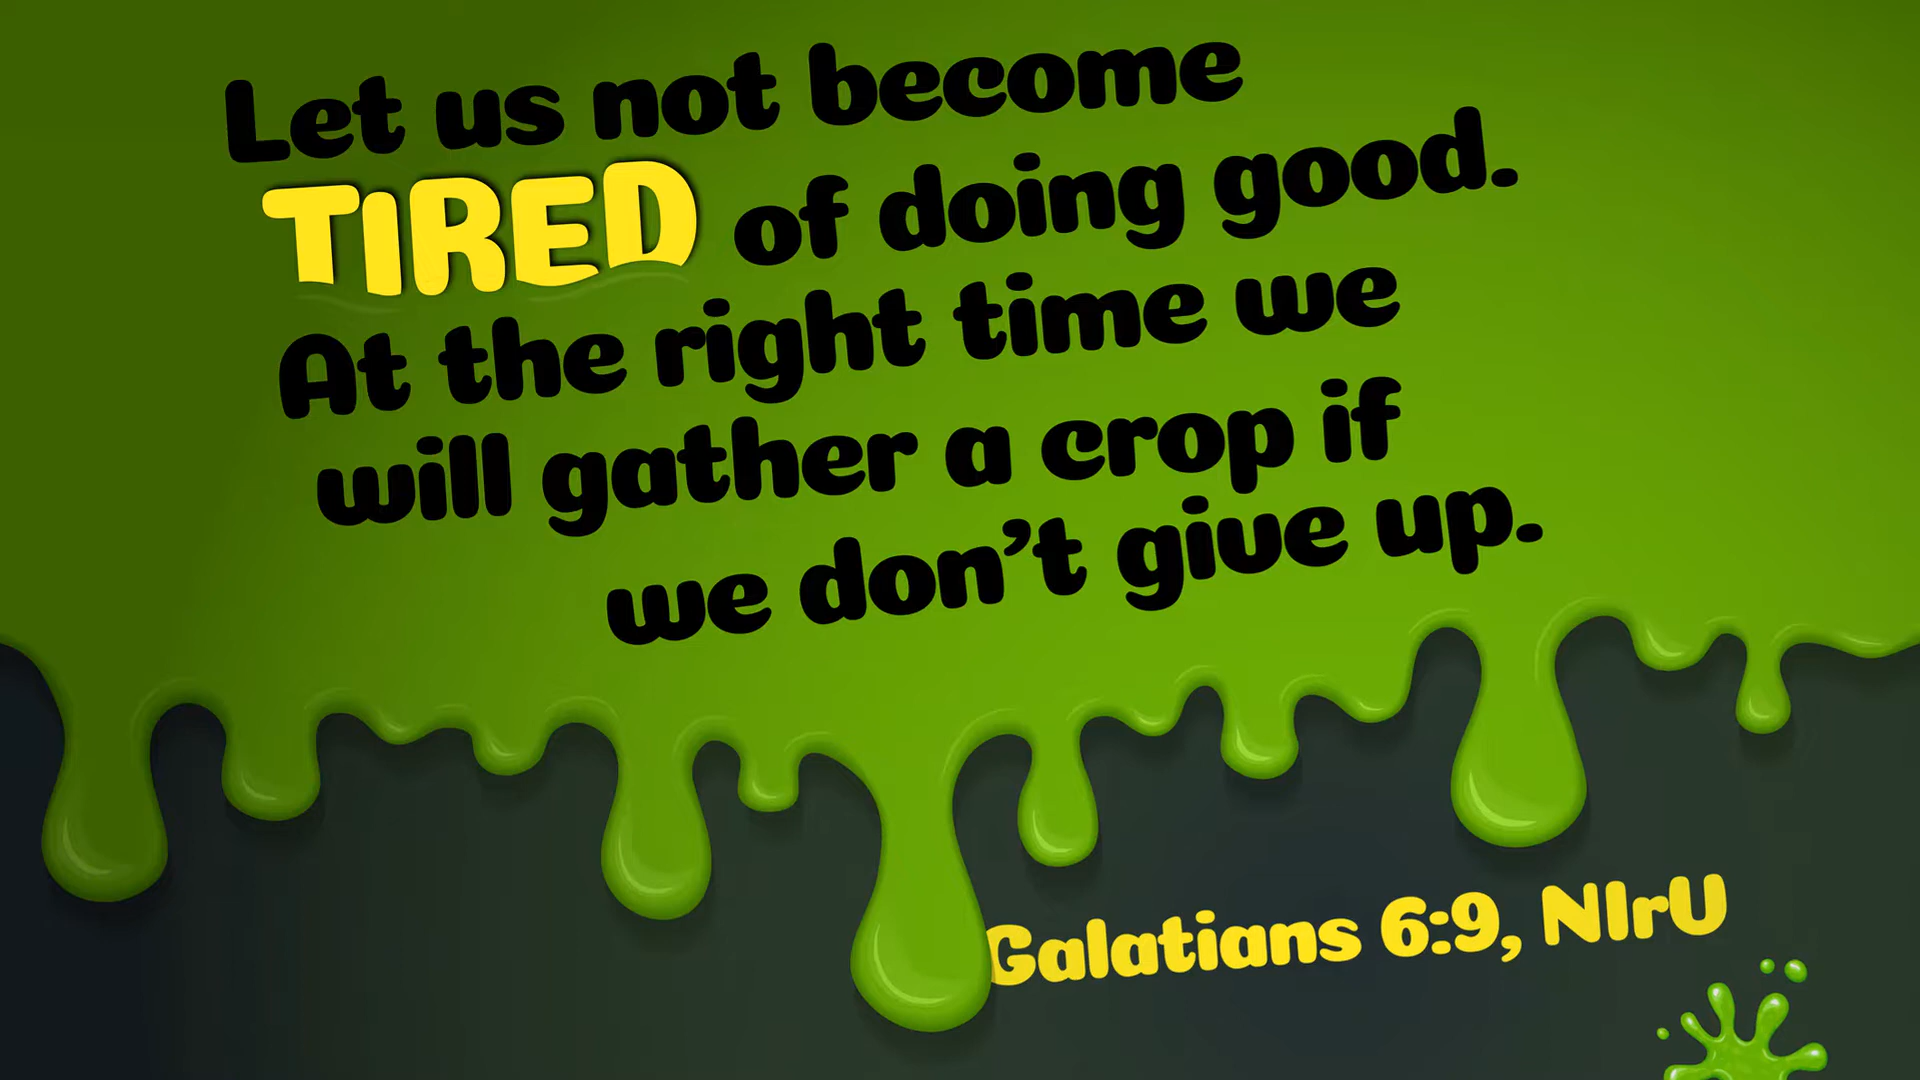 Let us not become
TIRED of doing good.
At the right time we
will gather a crop if
we don’t give up.
Galatians 6:9, NIrV